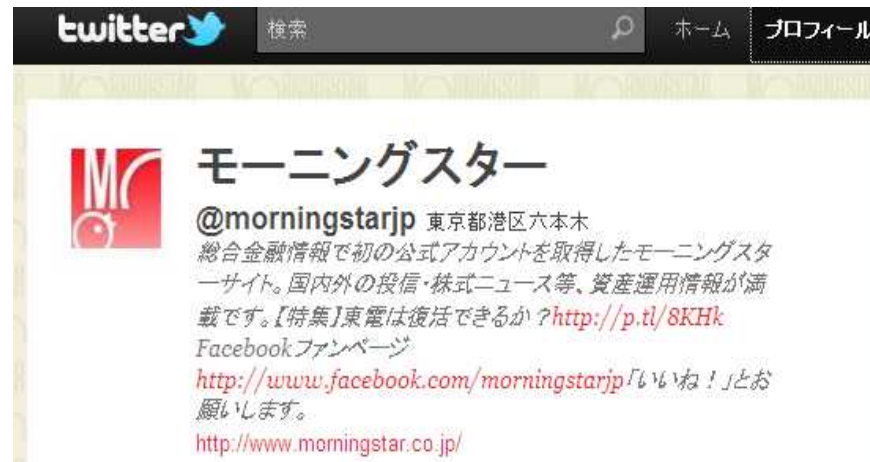 twitter 検索 ホーム プロフィール
モーニングスター
@morningstarjp 東京都港区六本木
総合金融情報で初の公式アカウントを取得したモーニングスタ
ーサイト。国内外の投信・株式ニュース等、資産運用情報が満
載です。【特集】東電は復活できるか？http://p.tl/8KHk
Facebookファンページ
http://www.facebook.com/morningstarjp「いいね！」とお
願いします。
http://www.morningstar.co.jp/